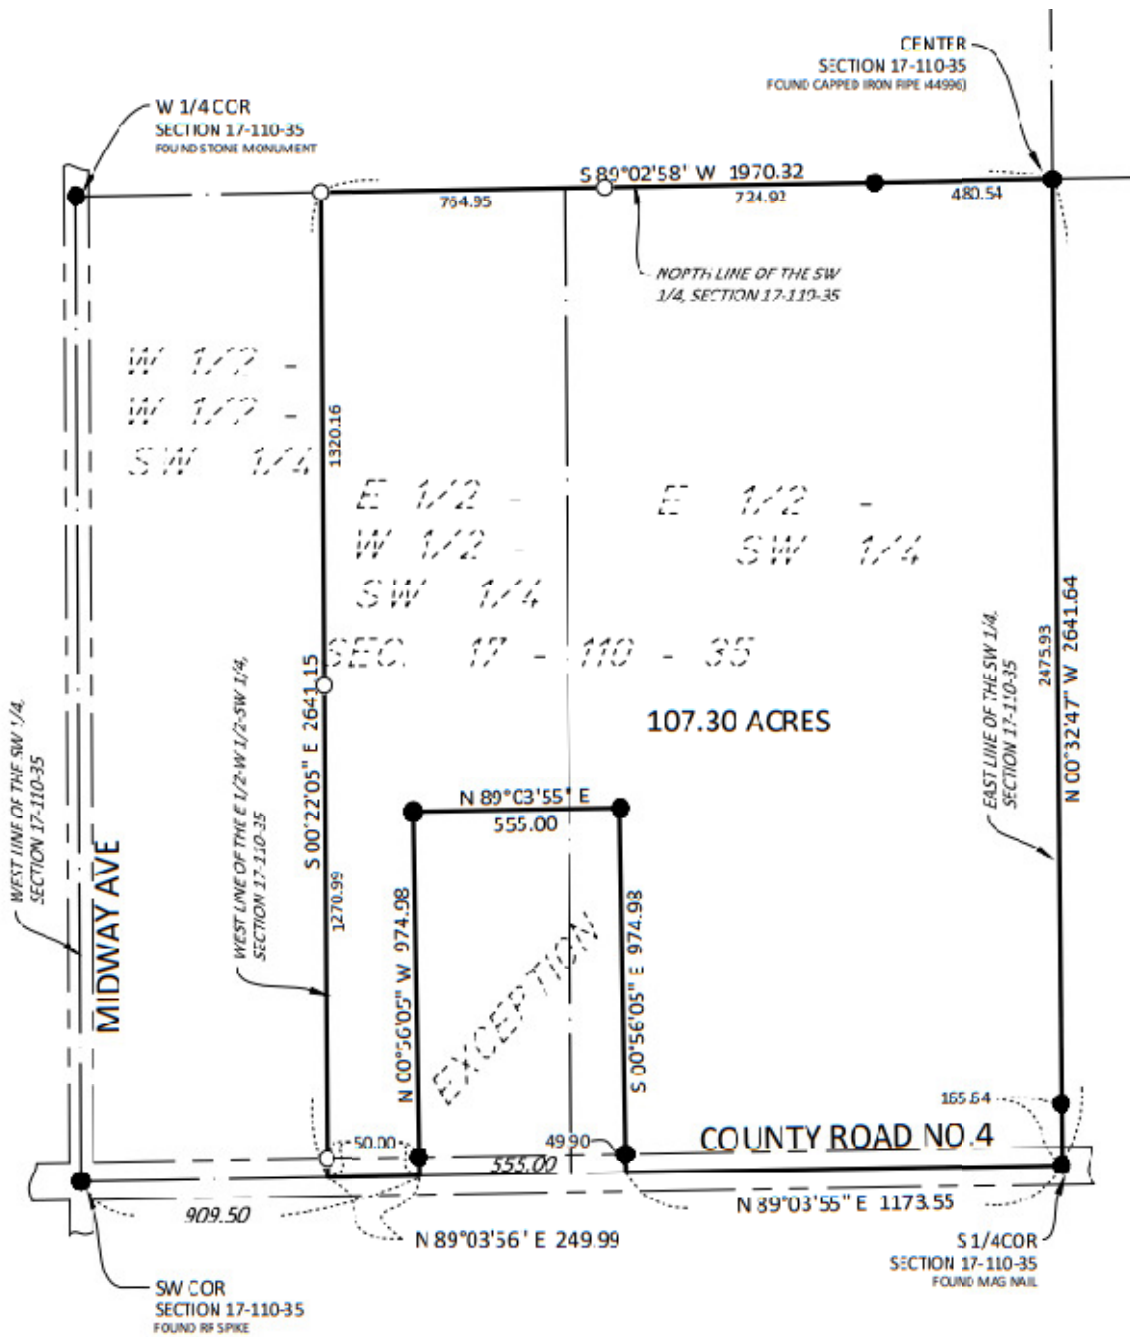 CENTER
SECTION 17-110-35
FOUND CAPPED IRON PIPE (44996)
W 1/4 COR
SECTION 17-110-35
FOUND STONE MONUMENT
S 89°02'58" W 1970.32
764.95
724.92
480.54
NORTH LINE OF THE SW
1/4, SECTION 17-110-35
W 1/2 -
W 1/2 -
SW 1/4
1320.16
E 1/2 -
W 1/2 -
SW 1/4
E 1/2 -
SW 1/4
SEC. 17 - 110 - 35
107.30 ACRES
S 00°22'05" E 2641.15
1270.99
WEST LINE OF THE E 1/2-W 1/2-SW 1/4,
SECTION 17-110-35
WEST LINE OF THE SW 1/4,
SECTION 17-110-35
MIDWAY AVE
N 00°32'47" W 2641.64
2475.93
EAST LINE OF THE SW 1/4,
SECTION 17-110-35
N 89°03'55" E
555.00
N 00°56'05" W 974.98
S 00°56'05" E 974.98
EXCEPTION
165.64
50.00
49.90
COUNTY ROAD NO.4
555.00
909.50
N 89°03'55" E 1173.55
N 89°03'56" E 249.99
S 1/4 COR
SECTION 17-110-35
FOUND MAG NAIL
SW COR
SECTION 17-110-35
FOUND RR SPIKE